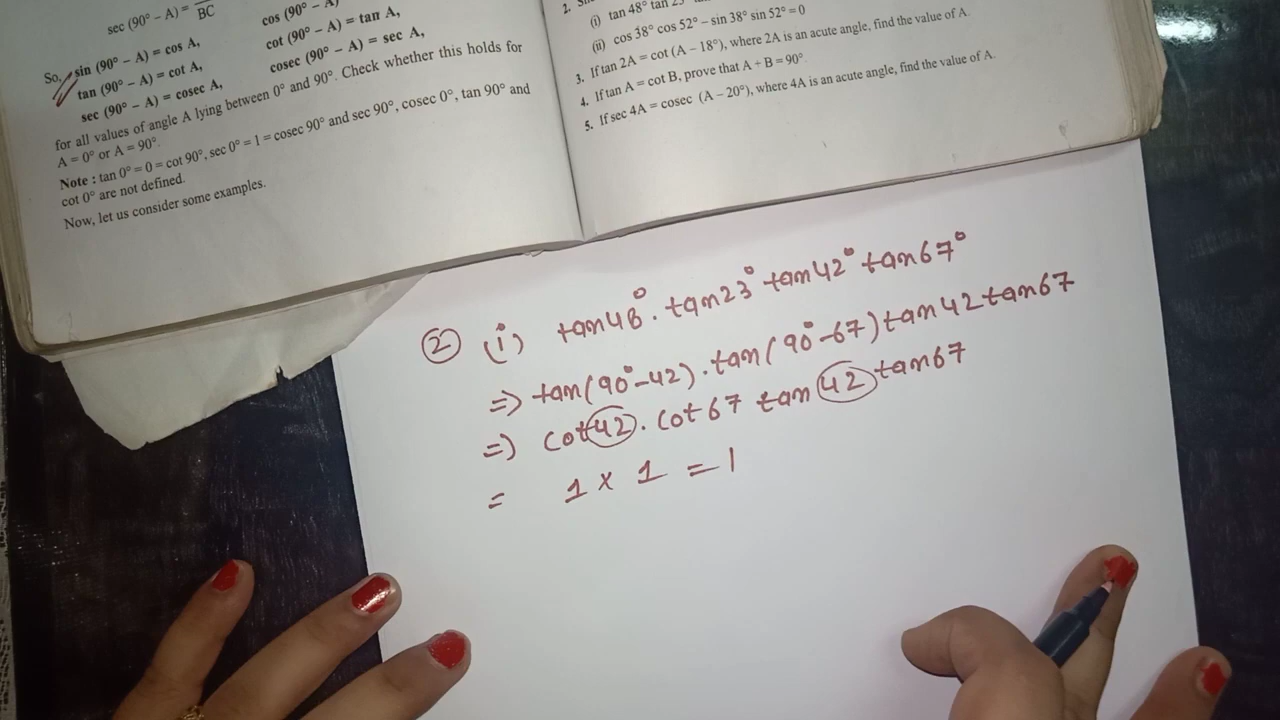 sec (90° – A) =
BC
cos (90° – A)
So, sin (90° – A) = cos A,
cot (90° – A) = tan A,
tan (90° – A) = cot A,
cosec (90° – A) = sec A,
sec (90° – A) = cosec A,
for all values of angle A lying between 0° and 90°. Check whether this holds for
A = 0° or A = 90°.
Note : tan 0° = 0 = cot 90°, sec 0° = 1 = cosec 90° and sec 90°, cosec 0°, tan 90° and
cot 0° are not defined.
Now, let us consider some examples.
2.
(i) tan 48° tan 23°
(ii) cos 38° cos 52° – sin 38° sin 52° = 0
3. If tan 2A = cot (A – 18°), where 2A is an acute angle, find the value of A.
4. If tan A = cot B, prove that A + B = 90°.
5. If sec 4A = cosec (A – 20°), where 4A is an acute angle, find the value of A.
② (i) tan48°. tan23° tan42° tan67°
=> tan(90°-42). tan(90°-67) tan42 tan67
=) cot42. cot67 tan42 tan67
= 1 x 1 = 1